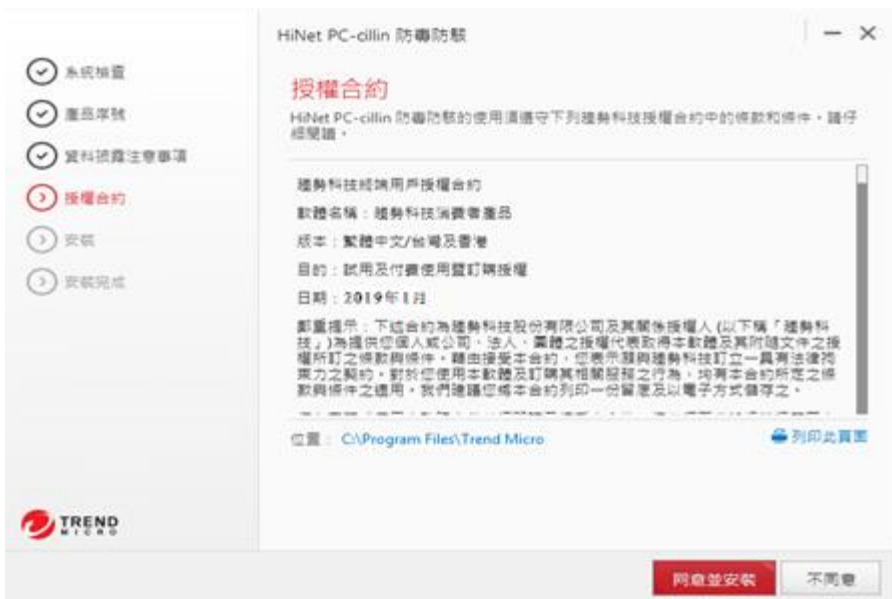 HiNet PC-cillin 防毒防駭
系統檢查
產品序號
資料披露注意事項
授權合約
安裝
安裝完成
授權合約
HiNet PC-cillin 防毒防駭的使用須遵守下列趨勢科技授權合約中的條款和條件。請仔
細閱讀。
趨勢科技終端用戶授權合約
軟體名稱：趨勢科技消費者產品
版本：繁體中文/台灣及香港
目的：試用及付費使用暨訂購授權
日期：2019年1月
鄭重提示：下述合約為趨勢科技股份有限公司及其關係授權人 (以下稱「趨勢科
技」)為提供您個人或公司、法人、團體之授權代表取得本軟體及其附隨文件之授
權所訂之條款與條件。藉由接受本合約，您表示願與趨勢科技訂立一具有法律拘
束力之契約。對於您使用本軟體及訂購其相關服務之行為，均有本合約所定之條
款與條件之適用。我們建議您將本合約列印一份留底及以電子方式儲存之。
位置： C:\Program Files\Trend Micro
列印此頁面
TREND
MICRO
同意並安裝
不同意